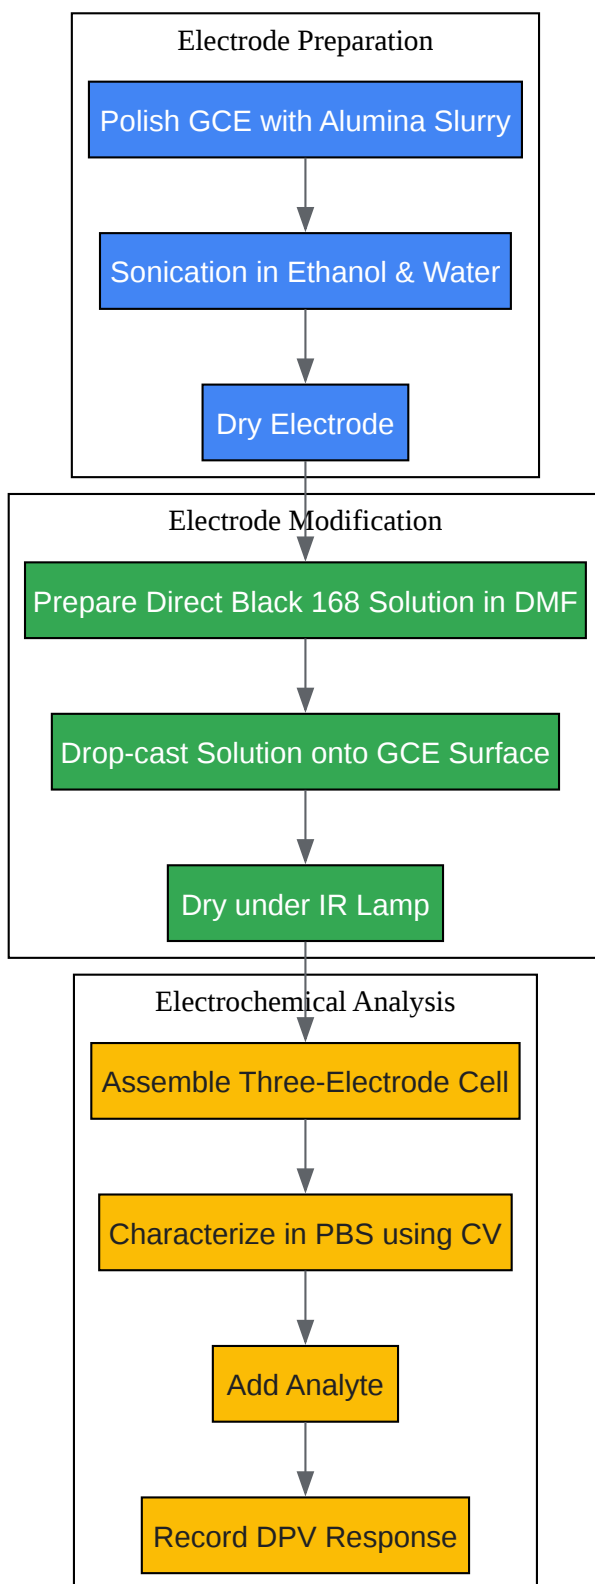 Electrode Preparation
Polish GCE with Alumina Slurry
Sonication in Ethanol & Water
Dry Electrode
Electrode Modification
Prepare Direct Black 168 Solution in DMF
Drop-cast Solution onto GCE Surface
Dry under IR Lamp
Electrochemical Analysis
Assemble Three-Electrode Cell
Characterize in PBS using CV
Add Analyte
Record DPV Response